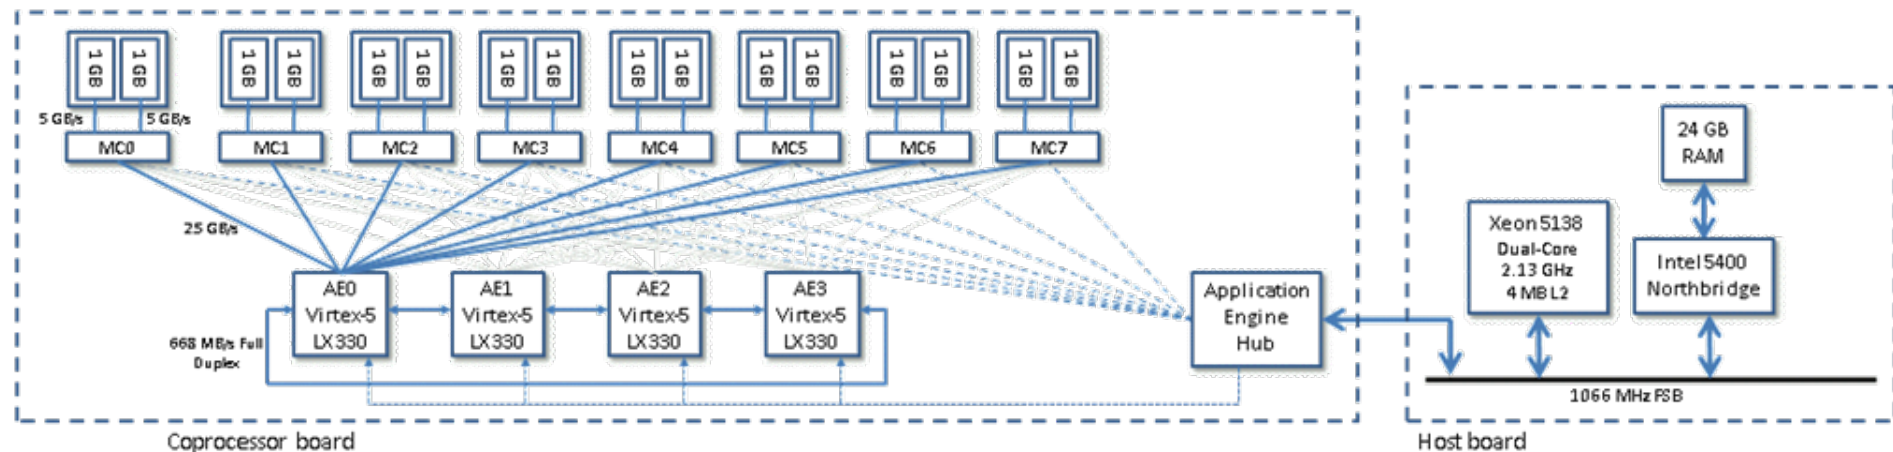 1 GB 1 GB 1 GB 1 GB 1 GB 1 GB 1 GB 1 GB 1 GB 1 GB 1 GB 1 GB 1 GB 1 GB 1 GB 1 GB
5 GB/s 5 GB/s
MC0 MC1 MC2 MC3 MC4 MC5 MC6 MC7
25 GB/s
AE0
Virtex-5
LX330
AE1
Virtex-5
LX330
AE2
Virtex-5
LX330
AE3
Virtex-5
LX330
668 MB/s Full
Duplex
Application
Engine
Hub
Coprocessor board
24 GB
RAM
Xeon 5138
Dual-Core
2.13 GHz
4 MB L2
Intel 5400
Northbridge
1066 MHz FSB
Host board